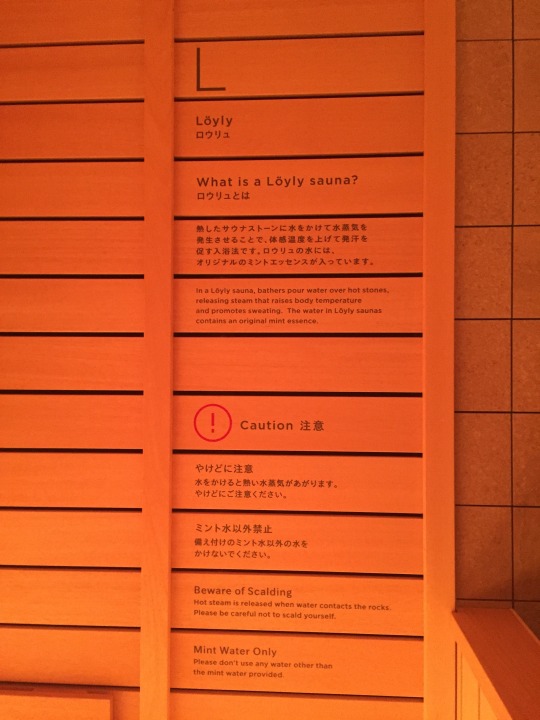 L
Löyly
ロウリュ
What is a Löyly sauna?
ロウリュとは
熱したサウナストーンに水をかけて水蒸気を
発生させることで、体感温度を上げて発汗を
促す入浴法です。ロウリュの水には、
オリジナルのミントエッセンスが入っています。
In a Löyly sauna, bathers pour water over hot stones,
releasing steam that raises body temperature
and promotes sweating. The water in Löyly saunas
contains an original mint essence.
! Caution 注意
やけどに注意
水をかけると熱い水蒸気があがります。
やけどにご注意ください。
ミント水以外禁止
備え付けのミント水以外の水を
かけないでください。
Beware of Scalding
Hot steam is released when water contacts the rocks.
Please be careful not to scald yourself.
Mint Water Only
Please don't use any water other than
the mint water provided.